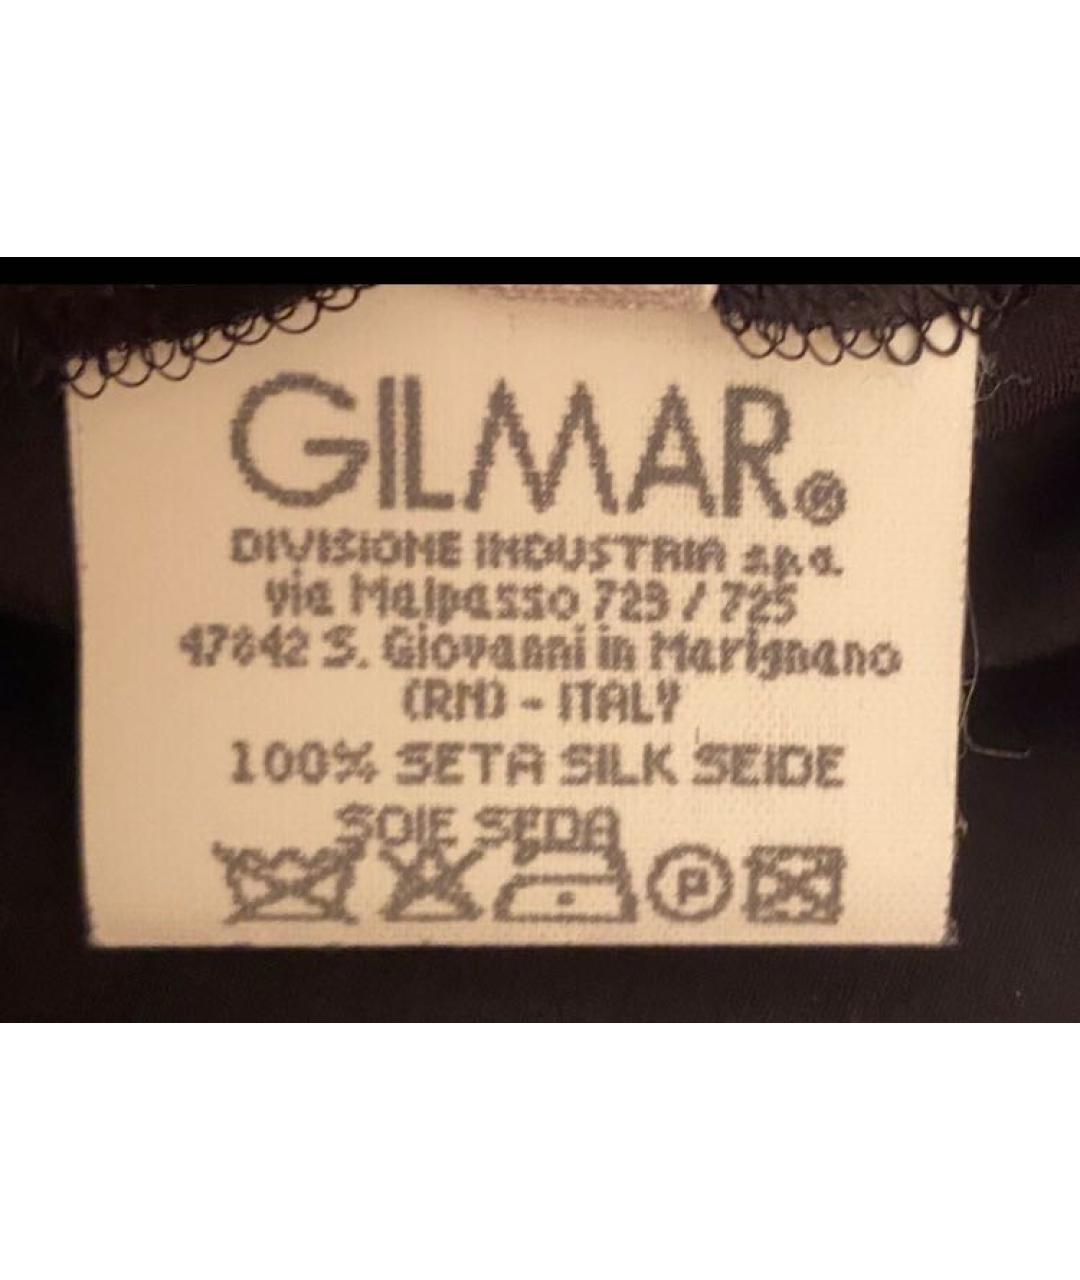 GILMAR®
DIVISIONE INDUSTRIA s.p.a.
via Malpasso 723 / 725
47842 S. Giovanni in Marignano
(RN) - ITALY
100% SETA SILK SEIDE
SOIE SEDA
P